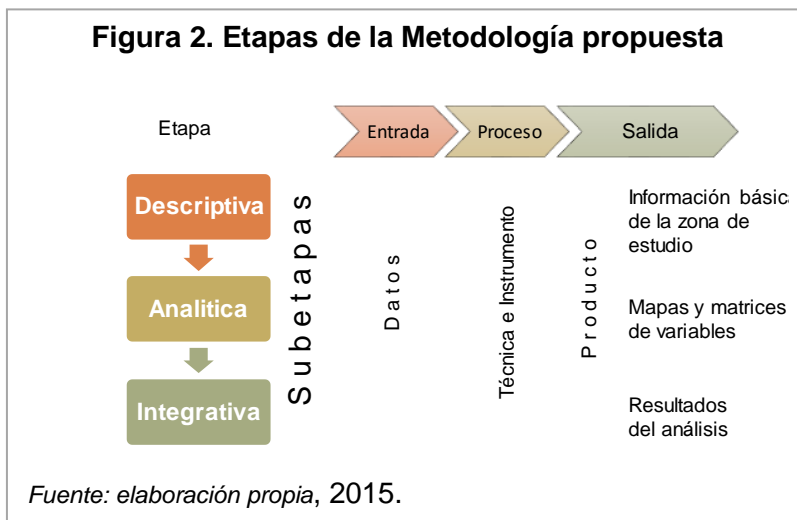 Figura 2. Etapas de la Metodología propuesta
Etapa
Entrada
Proceso
Salida
Descriptiva
Analitica
Integrativa
Subetapas
Datos
Técnica e Instrumento
Producto
Información básic
de la zona de
estudio
Mapas y matrices
de variables
Resultados
del análisis
Fuente: elaboración propia, 2015.